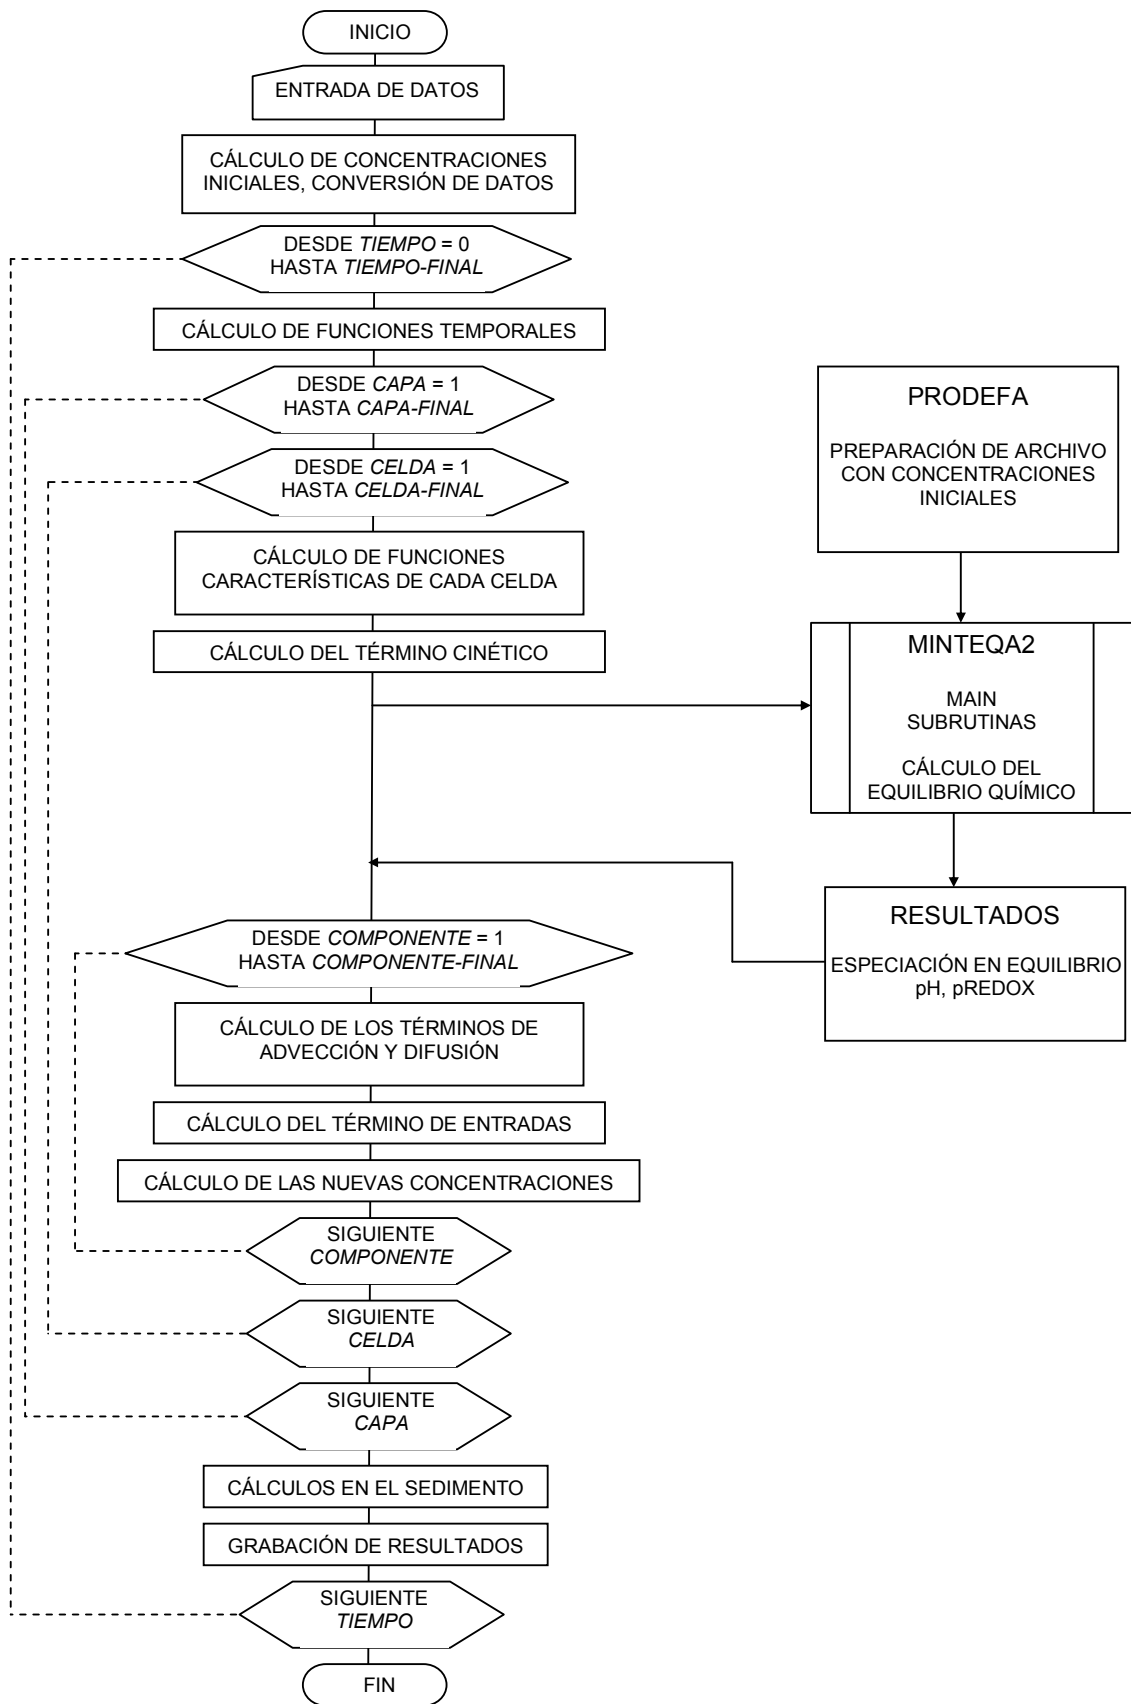 INICIO
ENTRADA DE DATOS
CÁLCULO DE CONCENTRACIONES
INICIALES, CONVERSIÓN DE DATOS
DESDE TIEMPO = 0
HASTA TIEMPO-FINAL
CÁLCULO DE FUNCIONES TEMPORALES
DESDE CAPA = 1
HASTA CAPA-FINAL
DESDE CELDA = 1
HASTA CELDA-FINAL
CÁLCULO DE FUNCIONES
CARACTERÍSTICAS DE CADA CELDA
CÁLCULO DEL TÉRMINO CINÉTICO
PRODEFA
PREPARACIÓN DE ARCHIVO
CON CONCENTRACIONES
INICIALES
MINTEQA2
MAIN
SUBRUTINAS
CÁLCULO DEL
EQUILIBRIO QUÍMICO
RESULTADOS
ESPECIACIÓN EN EQUILIBRIO
pH, pREDOX
DESDE COMPONENTE = 1
HASTA COMPONENTE-FINAL
CÁLCULO DE LOS TÉRMINOS DE
ADVECCIÓN Y DIFUSIÓN
CÁLCULO DEL TÉRMINO DE ENTRADAS
CÁLCULO DE LAS NUEVAS CONCENTRACIONES
SIGUIENTE
COMPONENTE
SIGUIENTE
CELDA
SIGUIENTE
CAPA
CÁLCULOS EN EL SEDIMENTO
GRABACIÓN DE RESULTADOS
SIGUIENTE
TIEMPO
FIN